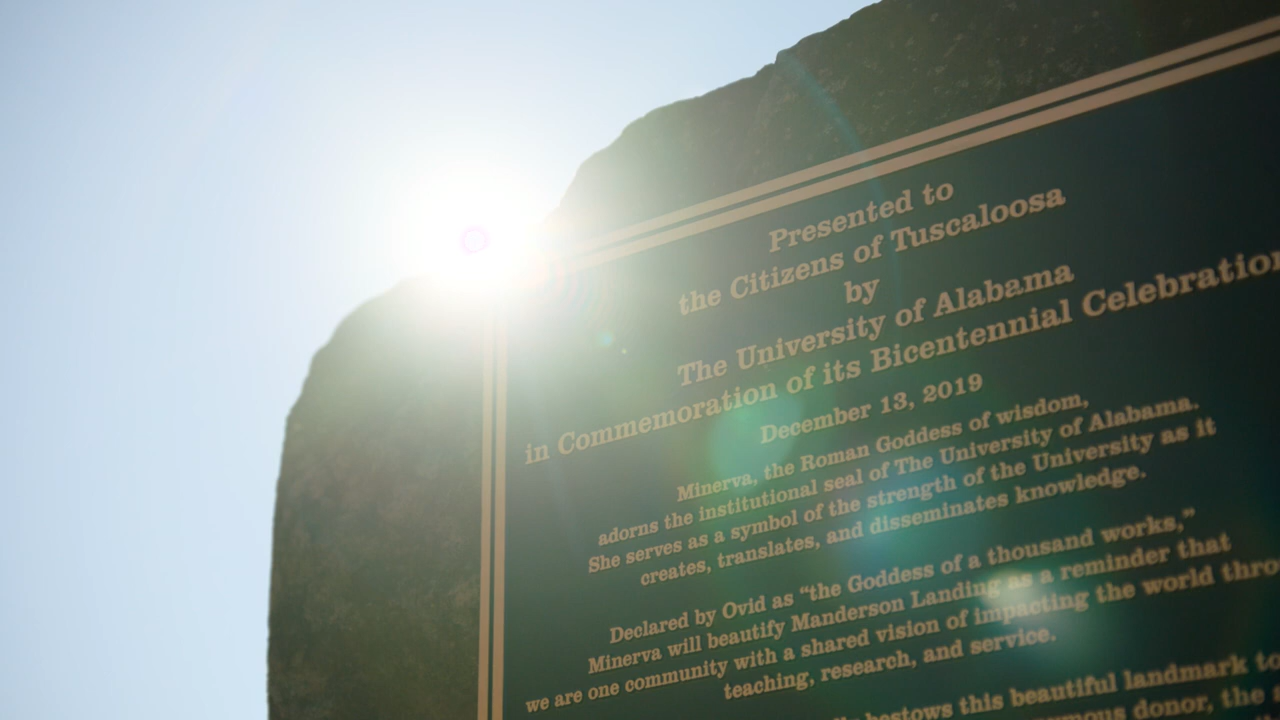 Presented to
the Citizens of Tuscaloosa
by
The University of Alabama
in Commemoration of its Bicentennial Celebration
December 13, 2019
Minerva, the Roman Goddess of wisdom,
adorns the institutional seal of The University of Alabama.
She serves as a symbol of the strength of the University as it
creates, translates, and disseminates knowledge.
Declared by Ovid as “the Goddess of a thousand works,”
Minerva will beautify Manderson Landing as a reminder that
we are one community with a shared vision of impacting the world thro
teaching, research, and service.
bestows this beautiful landmark to
donor, the